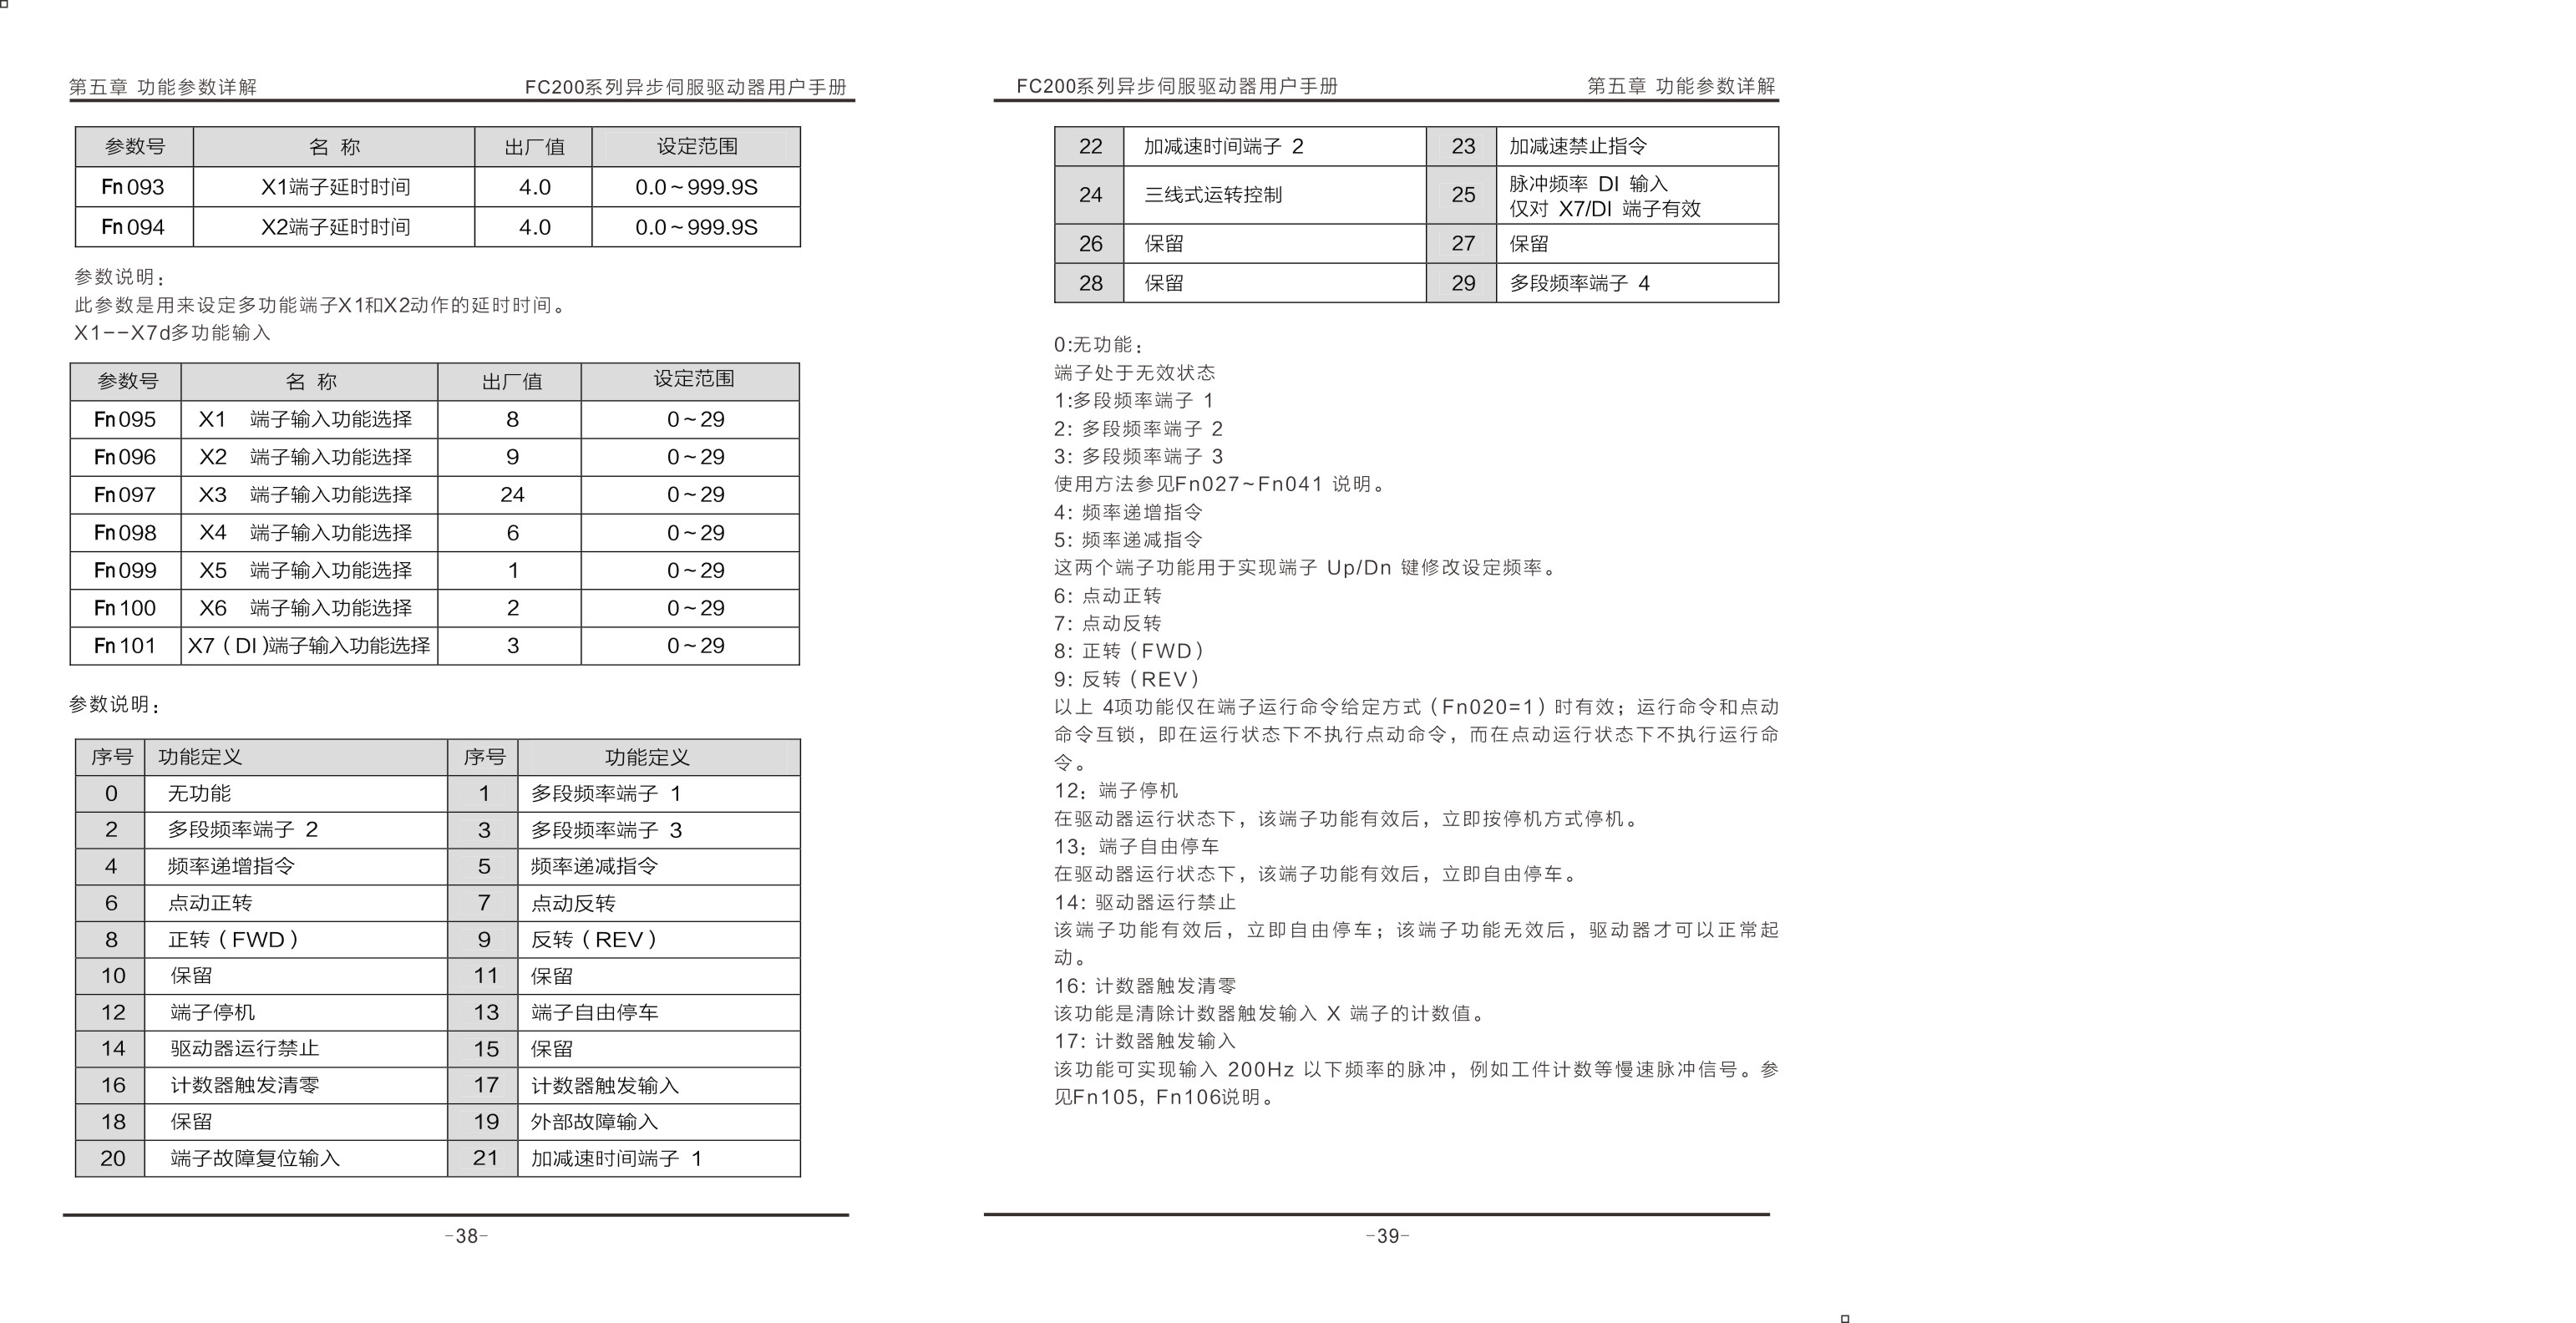 第五章 功能参数详解 FC200系列异步伺服驱动器用户手册
参数号 名 称 出厂值 设定范围
Fn093 X1端子延时时间 4.0 0.0~999.9S
Fn094 X2端子延时时间 4.0 0.0~999.9S
参数说明：
此参数是用来设定多功能端子X1和X2动作的延时时间。
X1--X7d多功能输入
参数号 名 称 出厂值 设定范围
Fn095 X1 端子输入功能选择 8 0~29
Fn096 X2 端子输入功能选择 9 0~29
Fn097 X3 端子输入功能选择 24 0~29
Fn098 X4 端子输入功能选择 6 0~29
Fn099 X5 端子输入功能选择 1 0~29
Fn100 X6 端子输入功能选择 2 0~29
Fn101 X7（DI)端子输入功能选择 3 0~29
参数说明：
序号 功能定义 序号 功能定义
0 无功能 1 多段频率端子 1
2 多段频率端子 2 3 多段频率端子 3
4 频率递增指令 5 频率递减指令
6 点动正转 7 点动反转
8 正转（FWD） 9 反转（REV）
10 保留 11 保留
12 端子停机 13 端子自由停车
14 驱动器运行禁止 15 保留
16 计数器触发清零 17 计数器触发输入
18 保留 19 外部故障输入
20 端子故障复位输入 21 加减速时间端子 1
-38-
FC200系列异步伺服驱动器用户手册 第五章 功能参数详解
22 加减速时间端子 2 23 加减速禁止指令
24 三线式运转控制 25 脉冲频率 DI 输入
仅对 X7/DI 端子有效
26 保留 27 保留
28 保留 29 多段频率端子 4
0:无功能：
端子处于无效状态
1:多段频率端子 1
2: 多段频率端子 2
3: 多段频率端子 3
使用方法参见Fn027~Fn041 说明。
4: 频率递增指令
5: 频率递减指令
这两个端子功能用于实现端子 Up/Dn 键修改设定频率。
6: 点动正转
7: 点动反转
8: 正转（FWD）
9: 反转（REV）
以上 4项功能仅在端子运行命令给定方式（Fn020=1）时有效；运行命令和点动
命令互锁，即在运行状态下不执行点动命令，而在点动运行状态下不执行运行命
令。
12：端子停机
在驱动器运行状态下，该端子功能有效后，立即按停机方式停机。
13：端子自由停车
在驱动器运行状态下，该端子功能有效后，立即自由停车。
14: 驱动器运行禁止
该端子功能有效后，立即自由停车；该端子功能无效后，驱动器才可以正常起
动。
16: 计数器触发清零
该功能是清除计数器触发输入 X 端子的计数值。
17: 计数器触发输入
该功能可实现输入 200Hz 以下频率的脉冲，例如工件计数等慢速脉冲信号。参
见Fn105，Fn106说明。
-39-